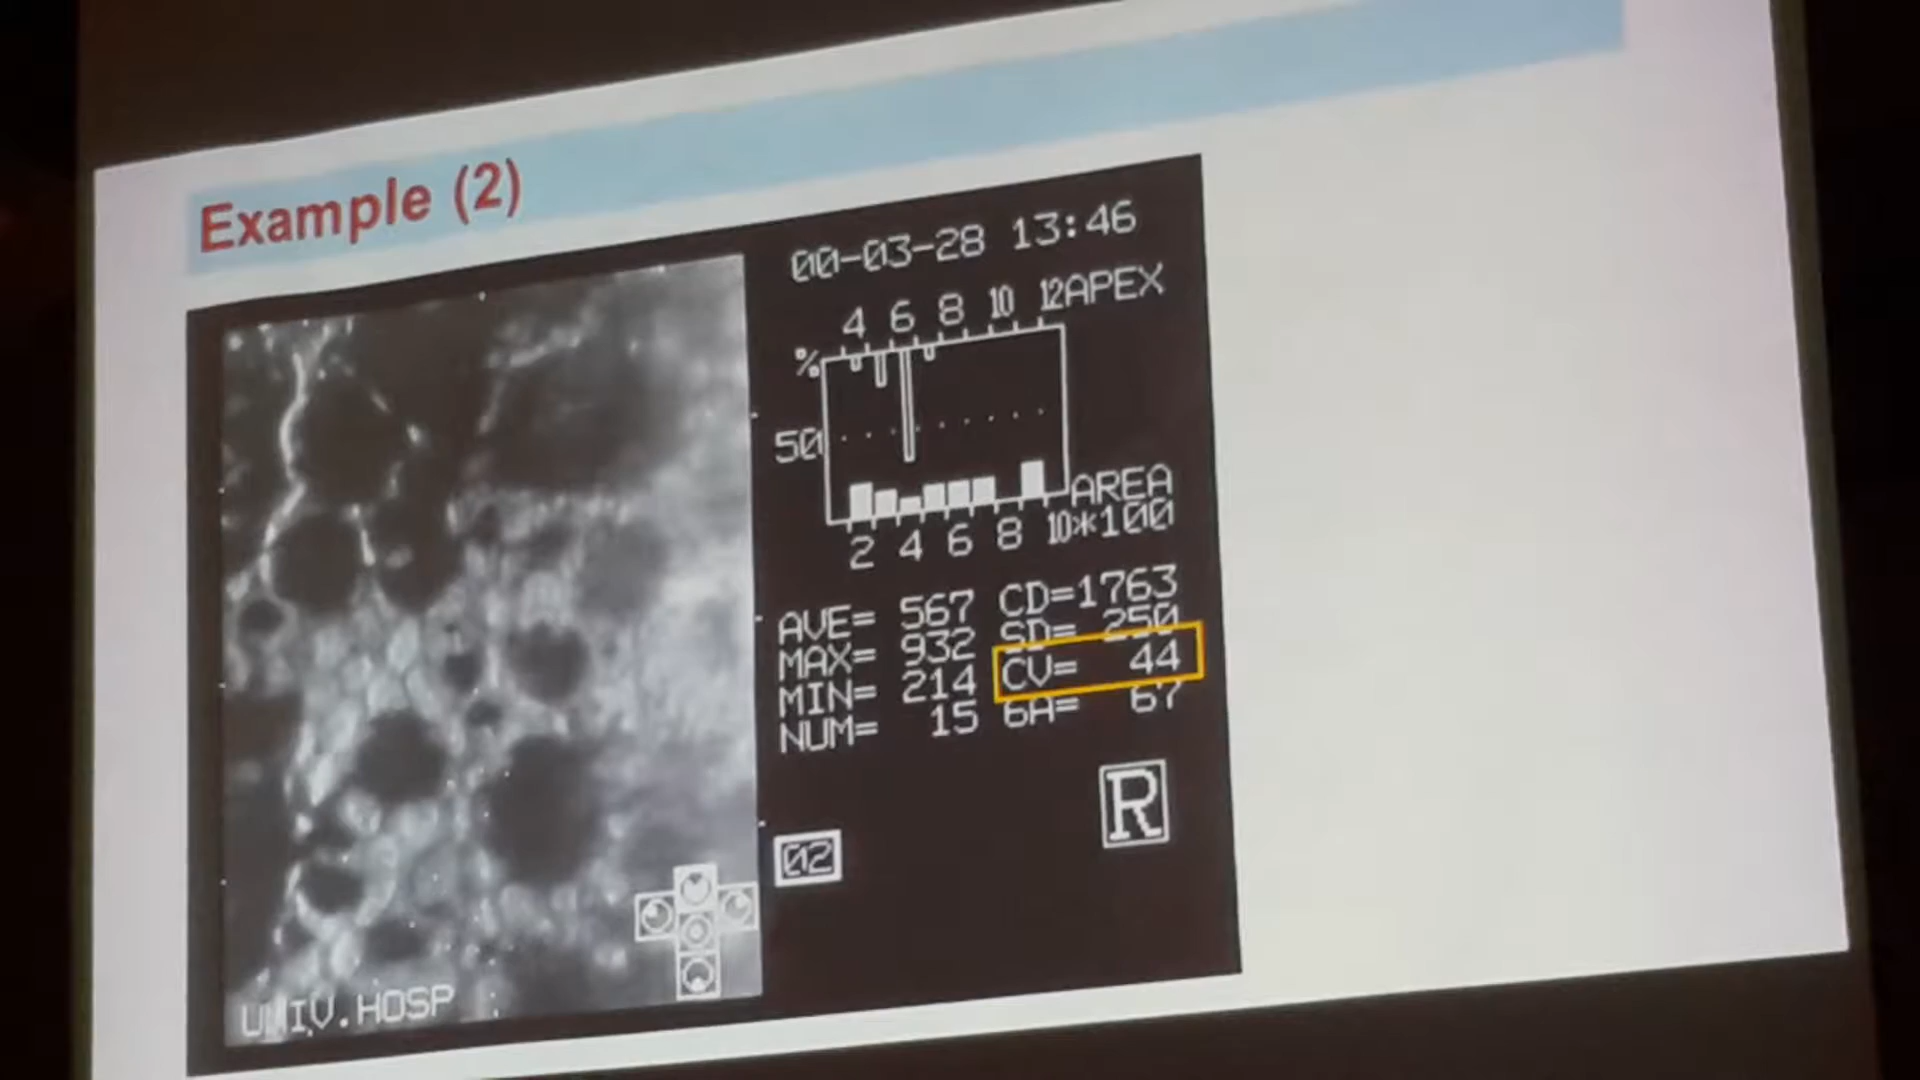 Example (2)
00-03-28 13:46
4 6 8 10 12APEX
%
50
AREA
2 4 6 8 10*100
AVE= 567 CD=1763
MAX= 932 SD= 250
MIN= 214 CV= 44
NUM= 15 6A= 67
R
02
UNIV.HOSP